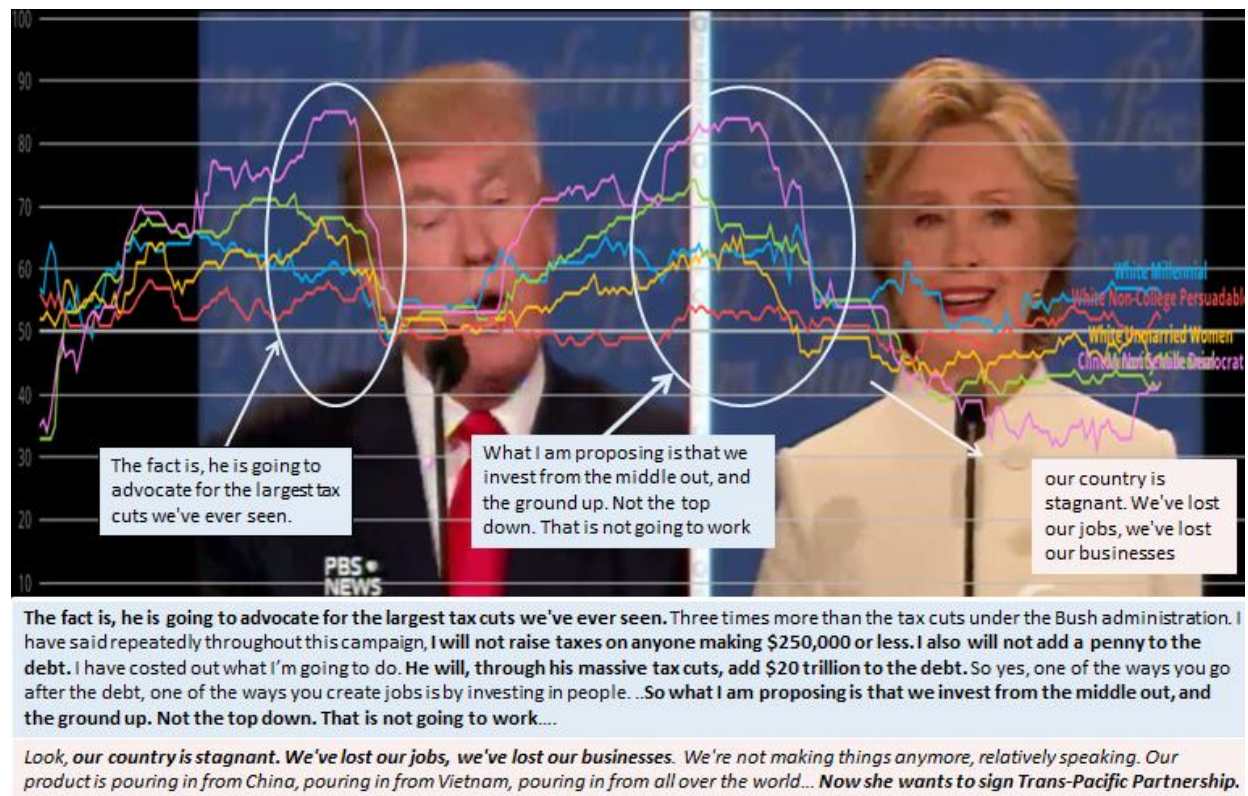 100
90
80
70
60
50
40
30
20
10
White Millennial
White Non-College Persuadable
White Unmarried Women
Democrat
The fact is, he is going to
advocate for the largest tax
cuts we've ever seen.
What I am proposing is that we
invest from the middle out, and
the ground up. Not the top
down. That is not going to work
our country is
stagnant. We've lost
our jobs, we've lost
our businesses
PBS
NEWS
The fact is, he is going to advocate for the largest tax cuts we've ever seen. Three times more than the tax cuts under the Bush administration. I
have said repeatedly throughout this campaign, I will not raise taxes on anyone making $250,000 or less. I also will not add a penny to the
debt. I have costed out what I'm going to do. He will, through his massive tax cuts, add $20 trillion to the debt. So yes, one of the ways you go
after the debt, one of the ways you create jobs is by investing in people. ..So what I am proposing is that we invest from the middle out, and
the ground up. Not the top down. That is not going to work....
Look, our country is stagnant. We've lost our jobs, we've lost our businesses. We're not making things anymore, relatively speaking. Our
product is pouring in from China, pouring in from Vietnam, pouring in from all over the world... Now she wants to sign Trans-Pacific Partnership.